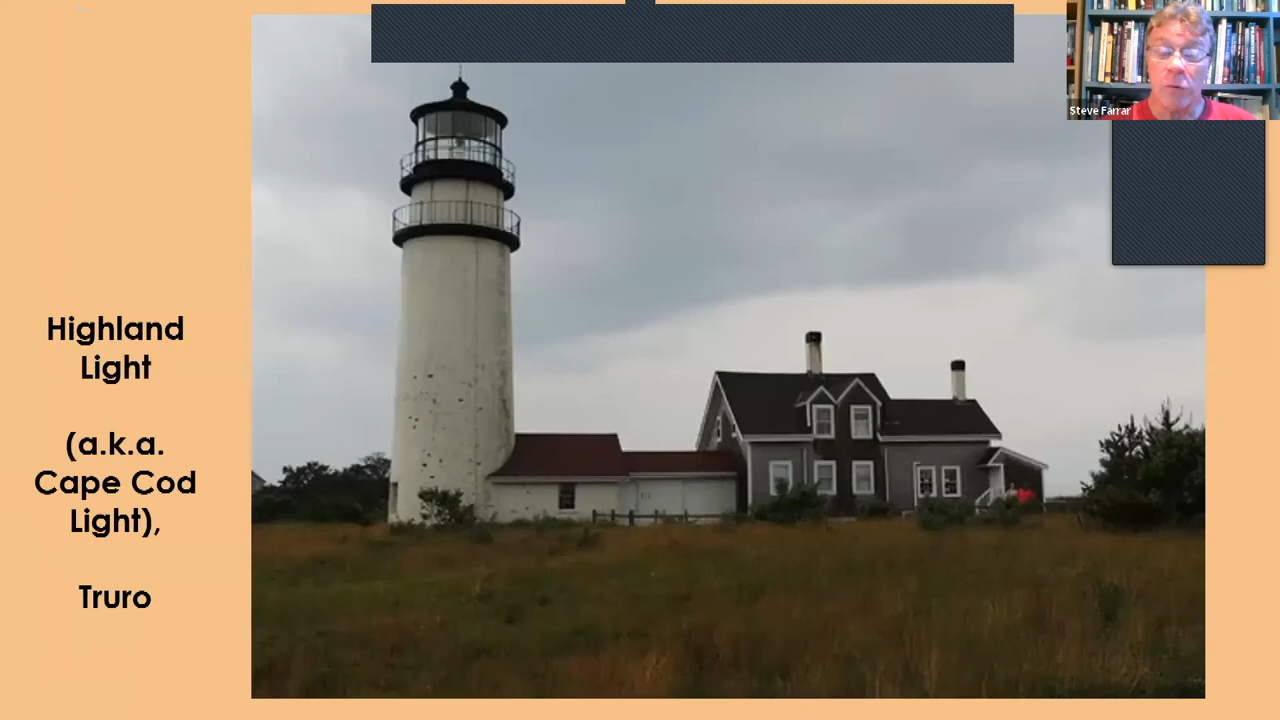 Steve Farrar
Highland
Light
(a.k.a.
Cape Cod
Light),
Truro